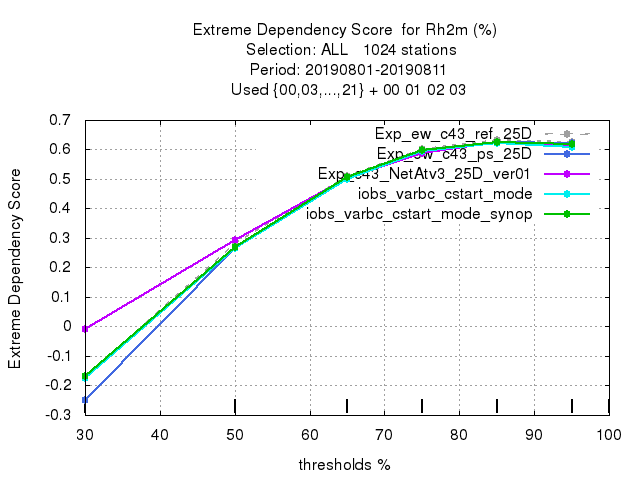 Extreme Dependency Score  for Rh2m (%)
Selection: ALL   1024 stations
Period: 20190801-20190811
Used {00,03,...,21} + 00 01 02 03
Exp_ew_c43_ref_25D
Exp_ew_c43_ps_25D
Exp_c43_NetAtv3_25D_ver01
iobs_varbc_cstart_mode
iobs_varbc_cstart_mode_synop
Extreme Dependency Score
0.7
0.6
0.5
0.4
0.3
0.2
0.1
0
-0.1
-0.2
-0.3
30 40 50 60 70 80 90 100
thresholds %